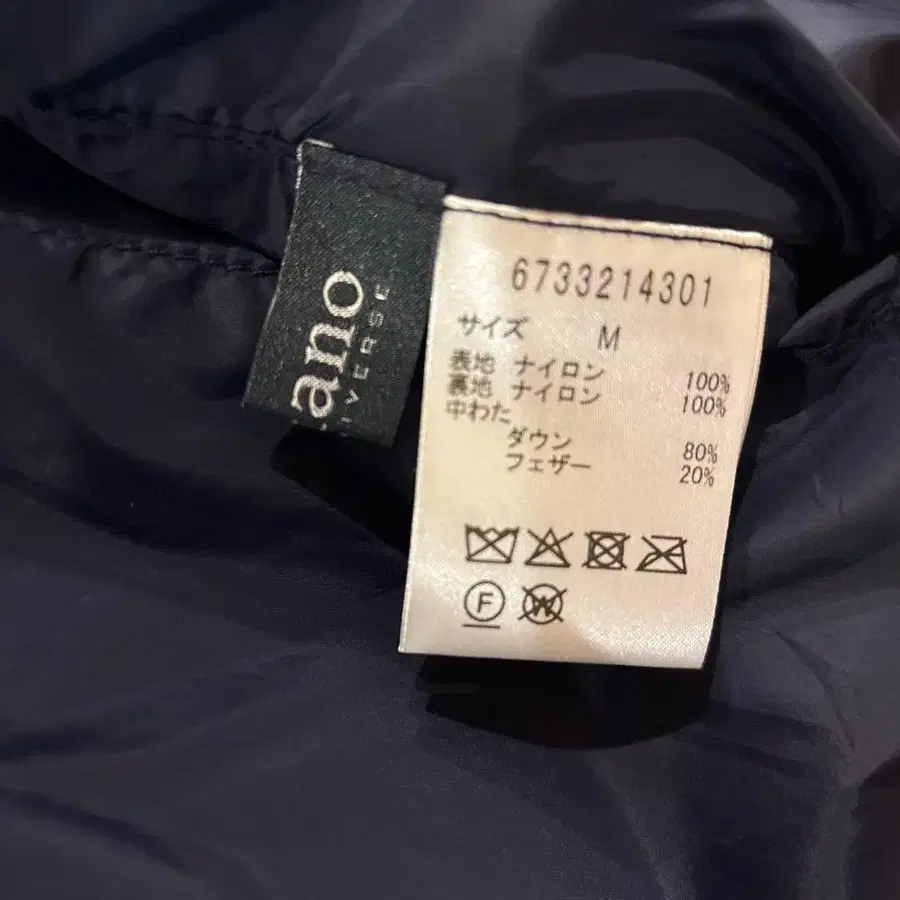 ano
IVERSE
6733214301
サイズ M
表地 ナイロン 100%
裏地 ナイロン 100%
中わた
ダウン 80%
フェザー 20%
F
W